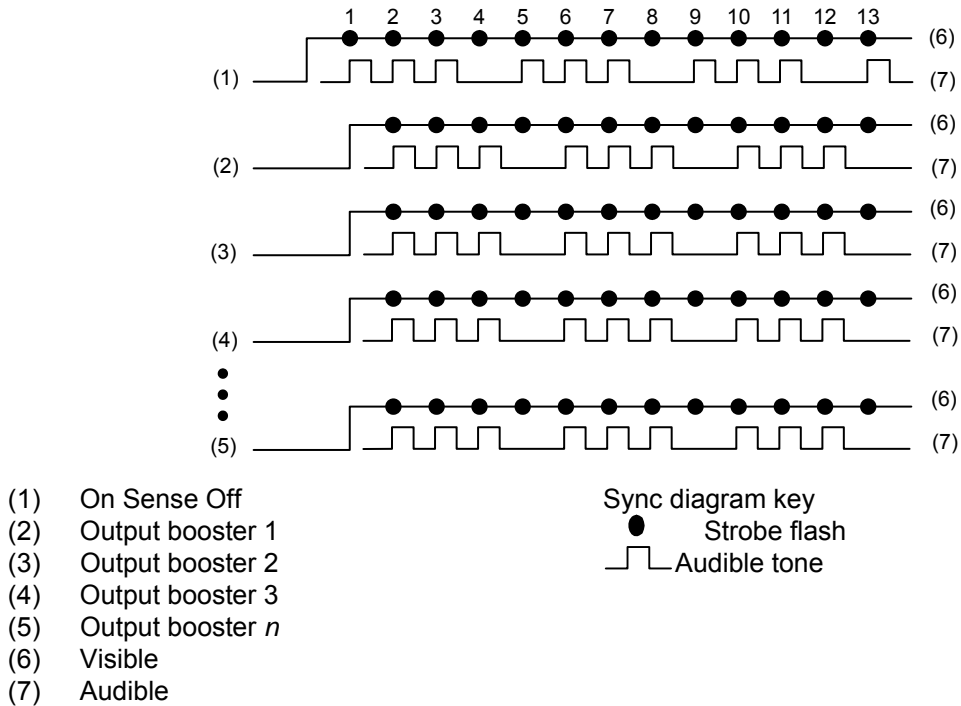 1 2 3 4 5 6 7 8 9 10 11 12 13
(6)
(1) (7)
(6)
(2) (7)
(6)
(3) (7)
(6)
(4) (7)
(6)
(5) (7)
(1) On Sense Off
(2) Output booster 1
(3) Output booster 2
(4) Output booster 3
(5) Output booster n
(6) Visible
(7) Audible
Sync diagram key
Strobe flash
Audible tone